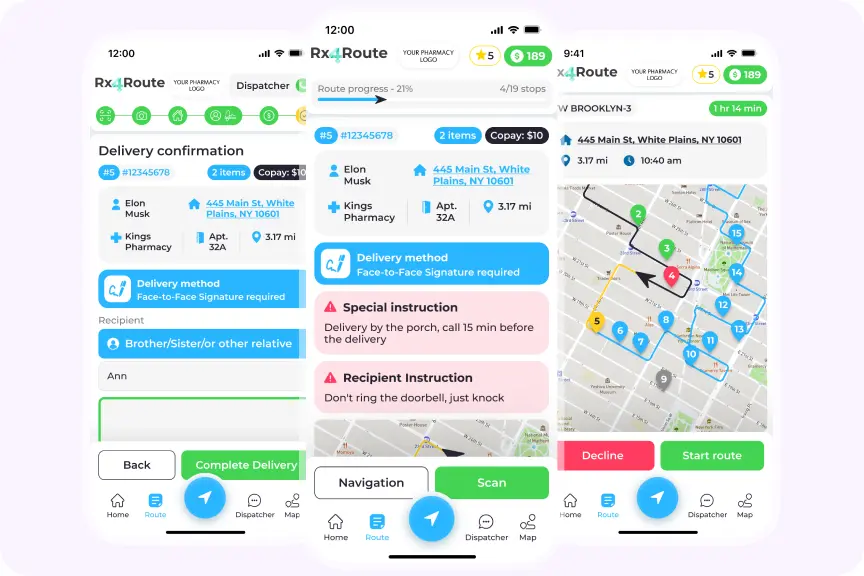 12:00
Rx4Route
YOUR PHARMACY
LOGO
Dispatcher
Delivery confirmation
#5 #12345678
2 items
Copay: $10
Elon
Musk
445 Main St, White
Plains, NY 10601
Kings
Pharmacy
Apt.
32A
3.17 mi
Delivery method
Face-to-Face Signature required
Recipient
Brother/Sister/or other relative
Ann
Back
Complete Delivery
Home
Route
Dispatcher
Map
12:00
Rx4Route
YOUR PHARMACY
LOGO
5
189
Route progress - 21%
4/19 stops
#5 #12345678
2 items
Copay: $10
Elon
Musk
445 Main St, White
Plains, NY 10601
Kings
Pharmacy
Apt.
32A
3.17 mi
Delivery method
Face-to-Face Signature required
Special instruction
Delivery by the porch, call 15 min before
the delivery
Recipient Instruction
Don't ring the doorbell, just knock
Navigation
Scan
Home
Route
Dispatcher
Map
9:41
x4Route
YOUR PHARMACY
LOGO
5
189
W BROOKLYN-3
1 hr 14 min
445 Main St, White Plains, NY 10601
3.17 mi
10:40 am
2
15
3
4
14
12
5
6
8
13
7
11
10
9
Decline
Start route
Home
Route
Dispatcher
Map